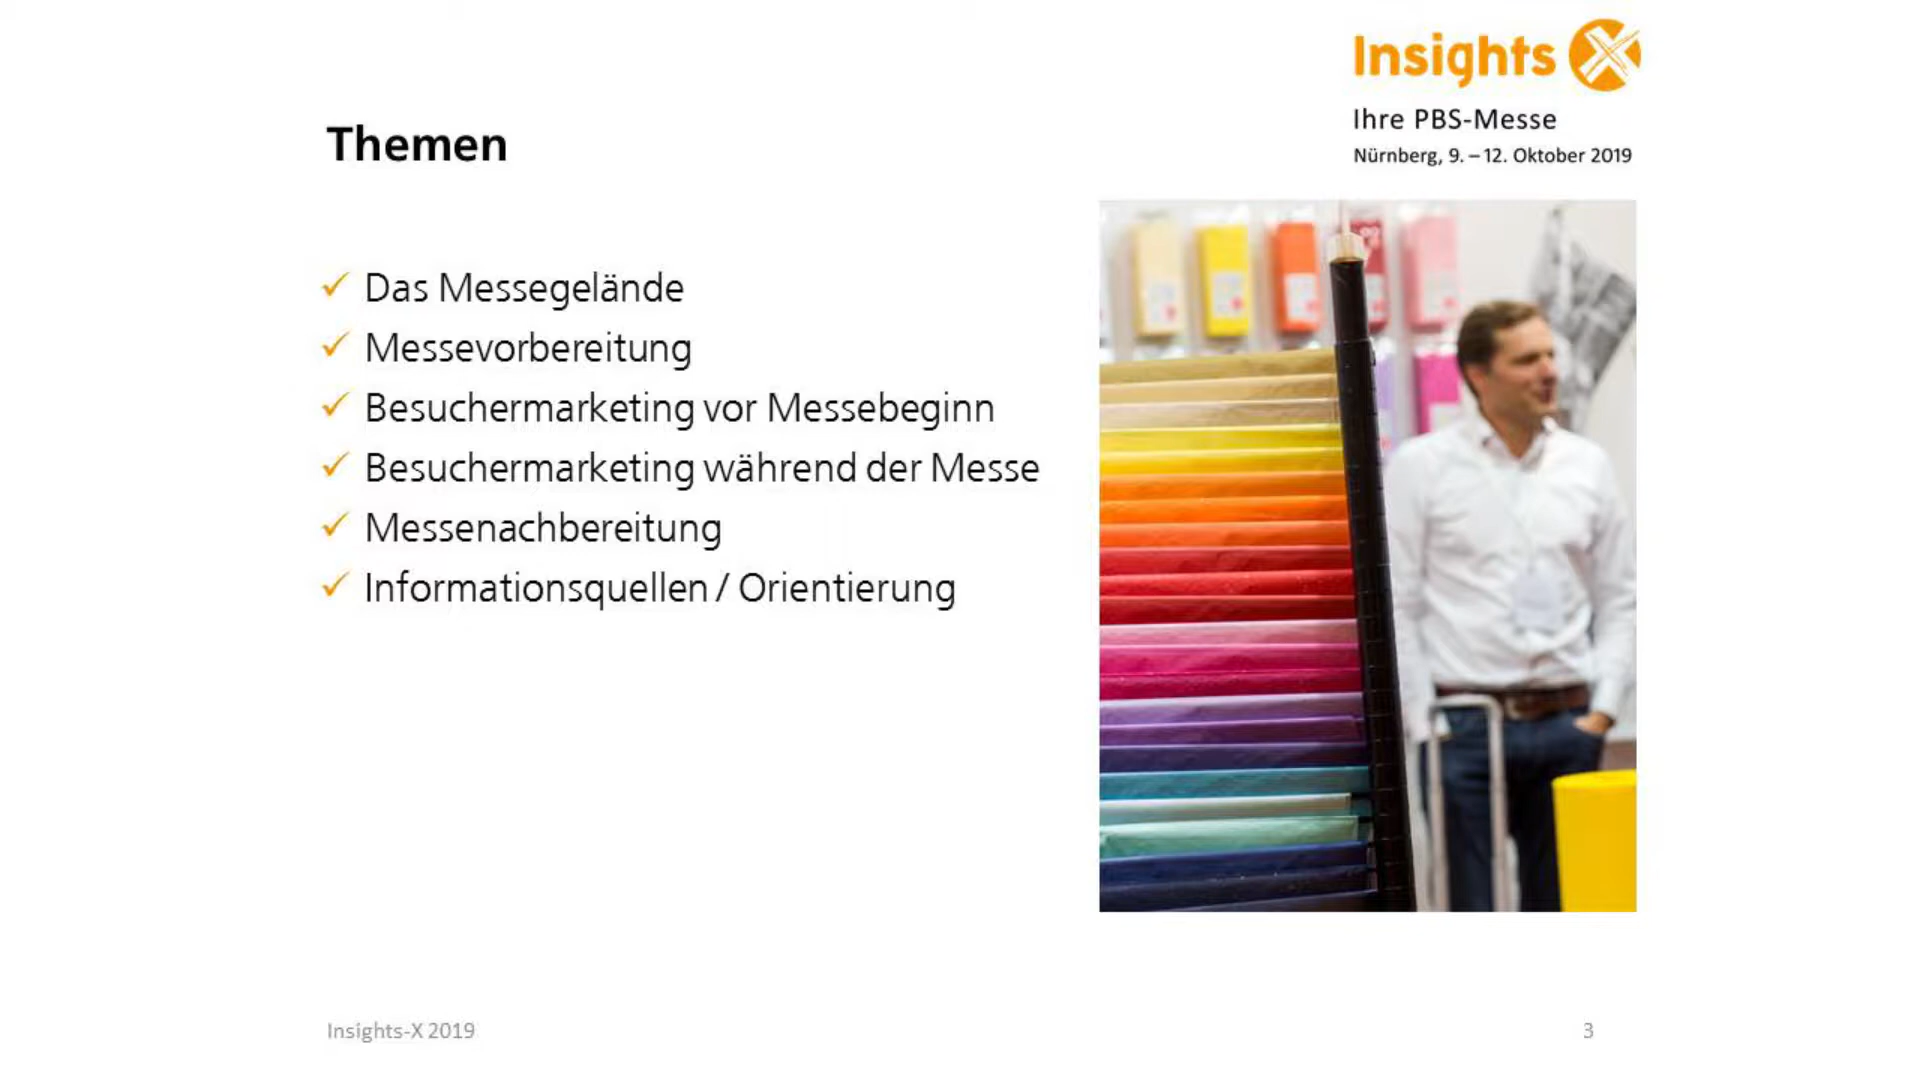 Insights X
Ihre PBS-Messe
Nürnberg, 9. – 12. Oktober 2019
Themen
Das Messegelände
Messevorbereitung
Besuchermarketing vor Messebeginn
Besuchermarketing während der Messe
Messenachbereitung
Informationsquellen / Orientierung
Insights-X 2019
3